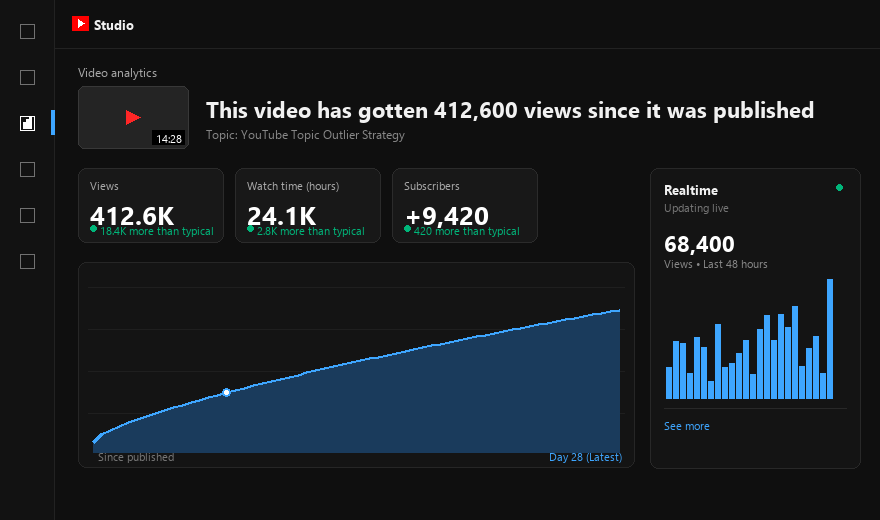 Studio
Video analytics
14:28
This video has gotten 412,600 views since it was published
Topic: YouTube Topic Outlier Strategy
Views
412.6K
18.4K more than typical
Watch time (hours)
24.1K
2.8K more than typical
Subscribers
+9,420
420 more than typical
Since published
Day 28 (Latest)
Realtime
Updating live
68,400
Views • Last 48 hours
See more